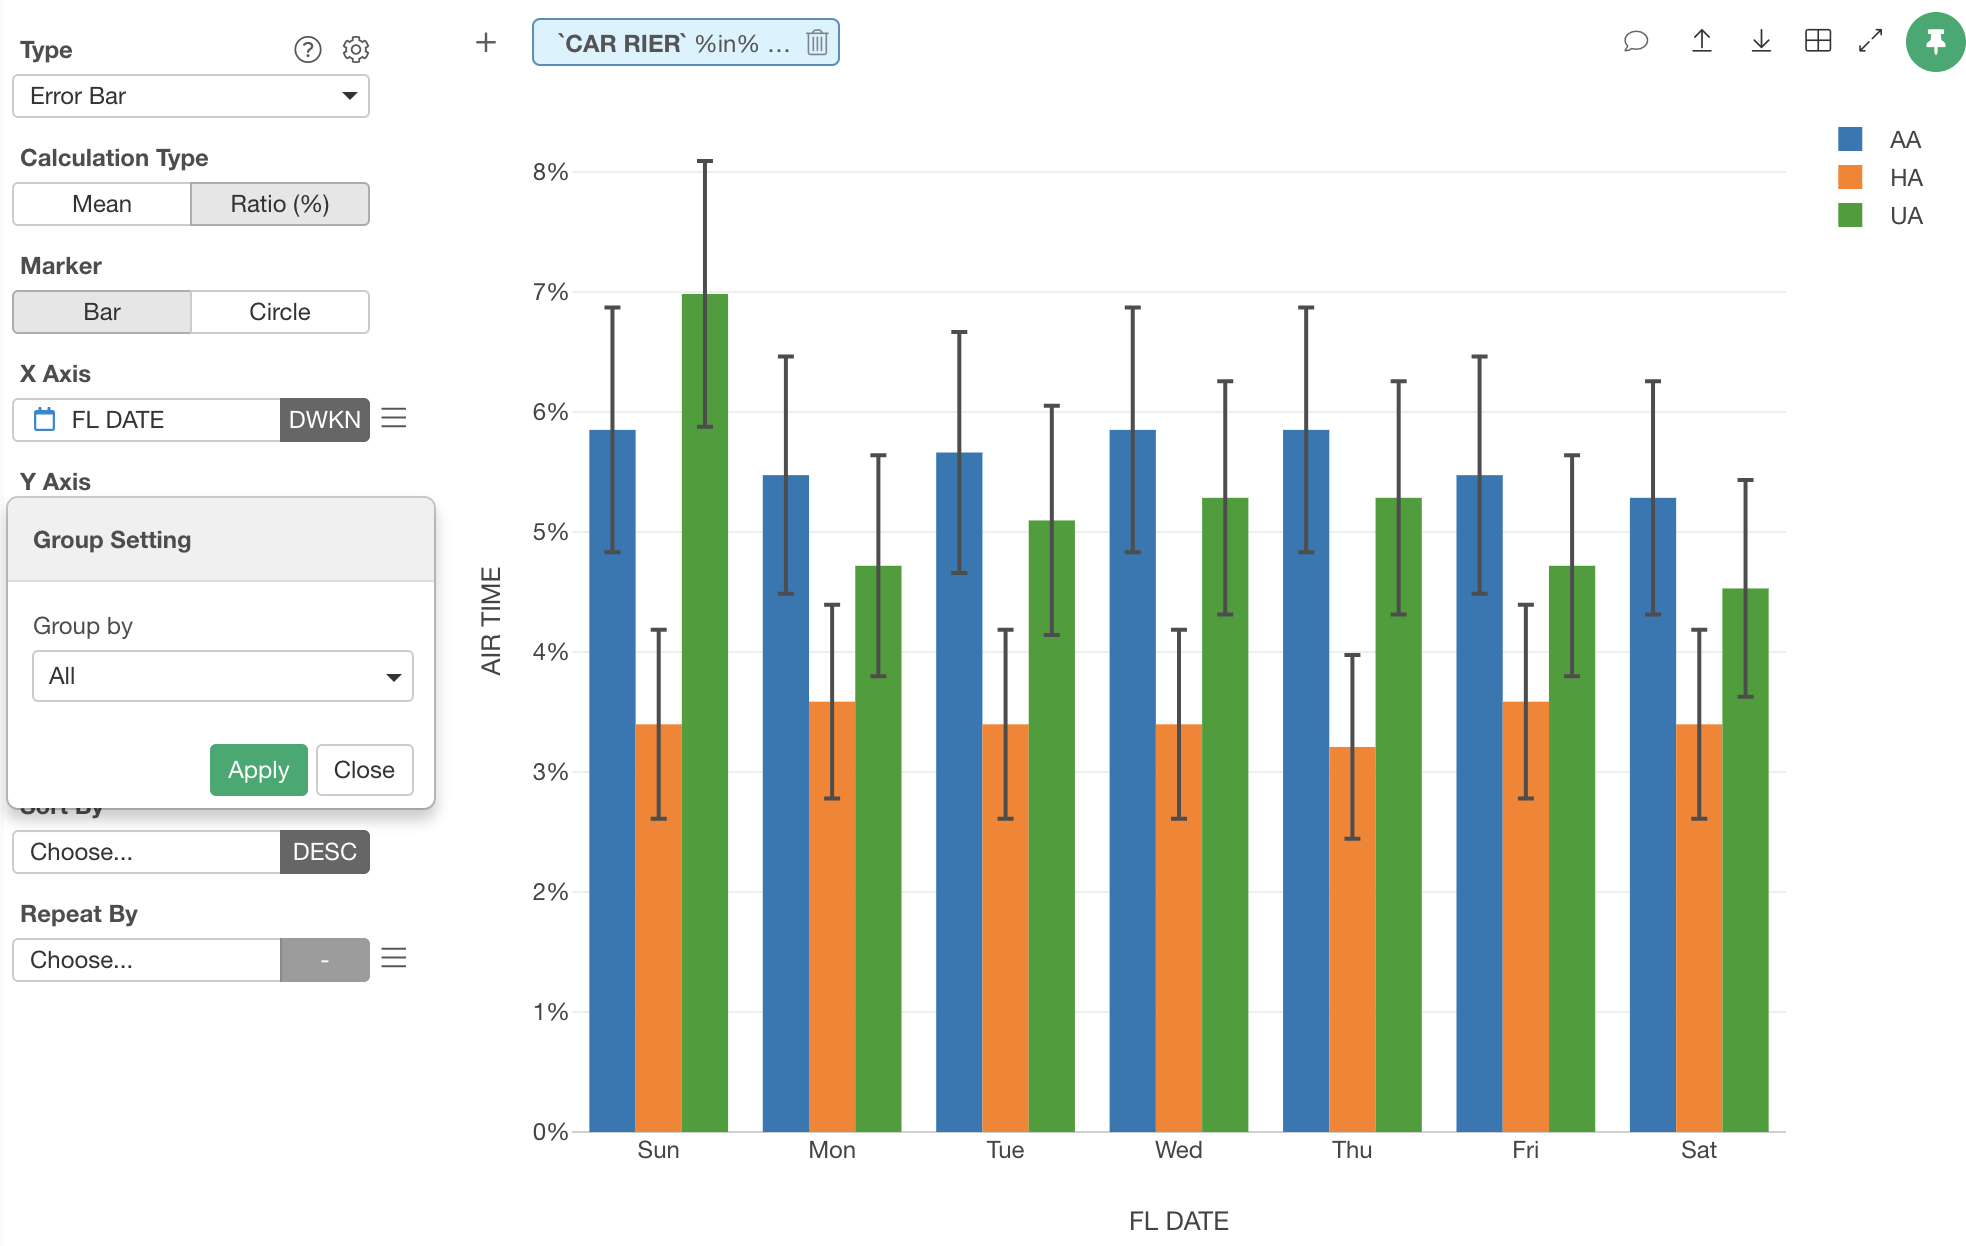 Type
Error Bar
Calculation Type
Mean Ratio (%)
Marker
Bar Circle
X Axis
FL DATE DWKN
Y Axis
Group Setting
Group by
All
Apply Close
Sort By
Choose... DESC
Repeat By
Choose... -
+ `CAR RIER` %in% ...
AA
HA
UA
8%
7%
6%
5%
4%
3%
2%
1%
0%
AIR TIME
Sun Mon Tue Wed Thu Fri Sat
FL DATE